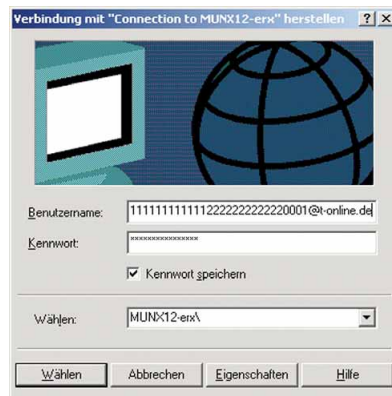 Verbindung mit "Connection to MUNX12-erx" herstellen
Benutzername: 1111111111112222222222220001@t-online.de
Kennwort: ****************
Kennwort speichern
Wählen: MUNX12-erx\
Wählen Abbrechen Eigenschaften Hilfe